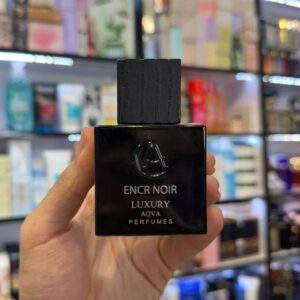 ENCR NOIR
LUXURY
AQVA
PERFUMES